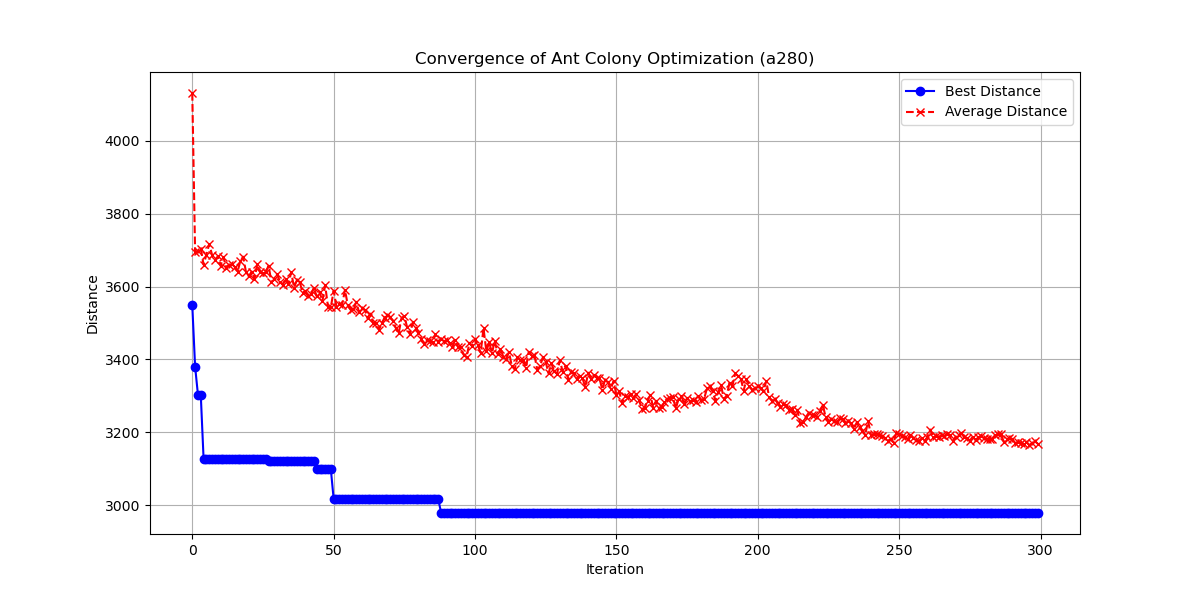 Convergence of Ant Colony Optimization (a280)
Best Distance
Average Distance
4000
3800
3600
3400
3200
3000
Distance
0 50 100 150 200 250 300
Iteration